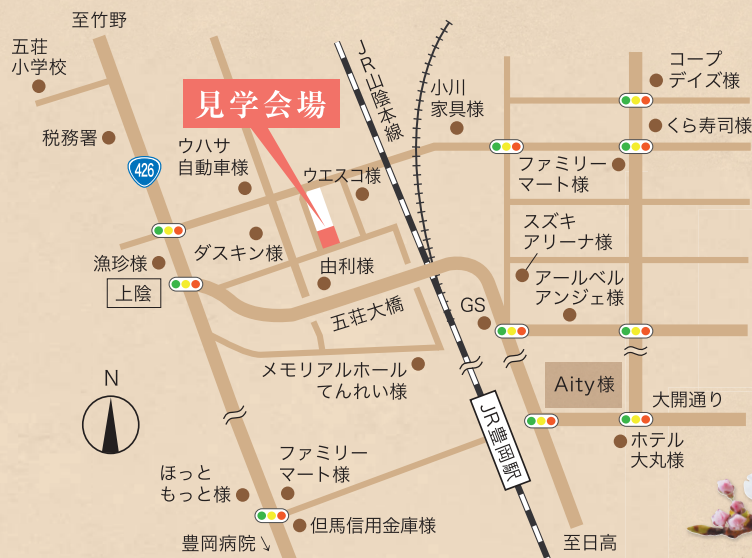 至竹野
五荘
小学校
税務署
426
見学会場
ウハサ
自動車様
ウエスコ様
JR山陰本線
小川
家具様
コープ
デイズ様
くら寿司様
ファミリー
マート様
スズキ
アリーナ様
アールベル
アンジェ様
漁珍様
上陰
ダスキン様
由利様
五荘大橋
GS
メモリアルホール
てんれい様
Aity様
大開通り
ホテル
大丸様
N
JR豊岡駅
ファミリー
マート様
ほっと
もっと様
但馬信用金庫様
豊岡病院
至日高